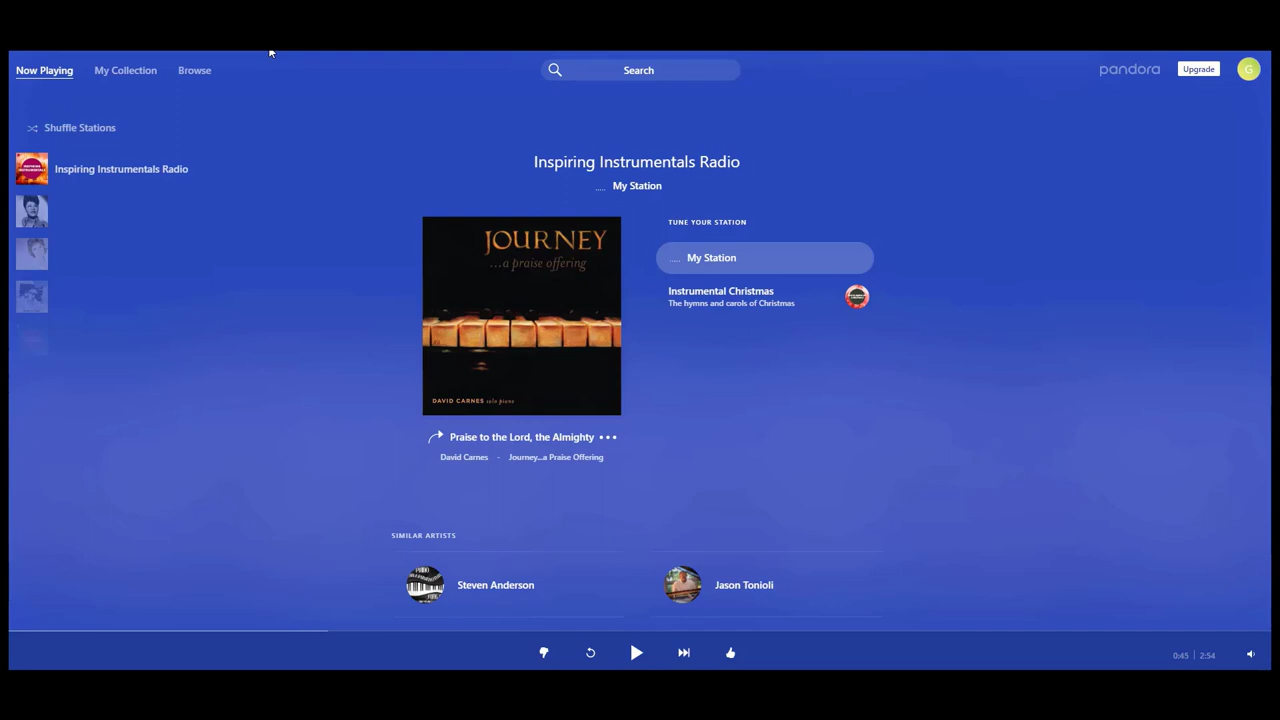 Now Playing
My Collection
Browse
Search
pandora
Upgrade
G
Shuffle Stations
Inspiring Instrumentals Radio
INSPIRING
INSTRUMENTALS
Inspiring Instrumentals Radio
My Station
JOURNEY
...a praise offering
DAVID CARNES solo piano
TUNE YOUR STATION
My Station
Instrumental Christmas
The hymns and carols of Christmas
Praise to the Lord, the Almighty
David Carnes - Journey...a Praise Offering
SIMILAR ARTISTS
Steven Anderson
Jason Tonioli
0:45 | 2:54